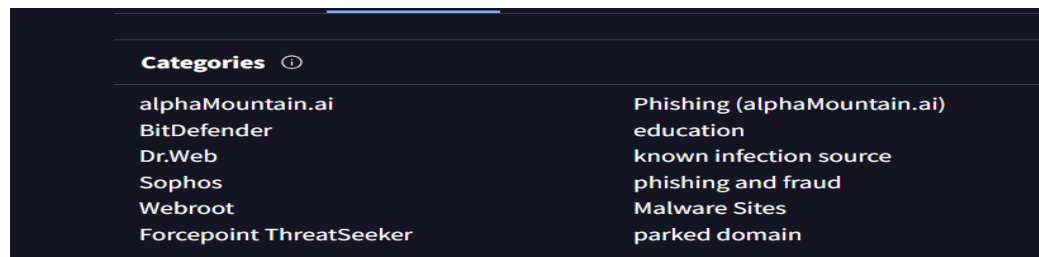 Categories
alphaMountain.ai Phishing (alphaMountain.ai)
BitDefender education
Dr.Web known infection source
Sophos phishing and fraud
Webroot Malware Sites
Forcepoint ThreatSeeker parked domain